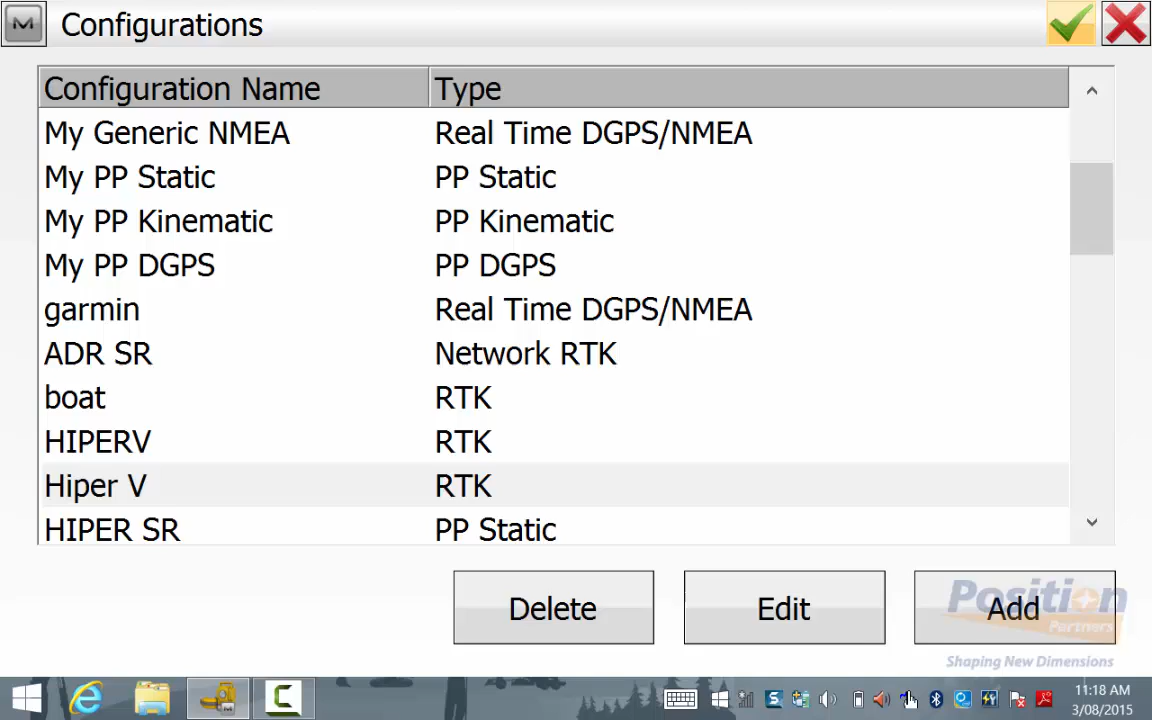 Configurations
Configuration Name Type
My Generic NMEA Real Time DGPS/NMEA
My PP Static PP Static
My PP Kinematic PP Kinematic
My PP DGPS PP DGPS
garmin Real Time DGPS/NMEA
ADR SR Network RTK
boat RTK
HIPERV RTK
Hiper V RTK
HIPER SR PP Static
Delete Edit Add
Position
Partners
Shaping New Dimensions
11:18 AM
3/08/2015